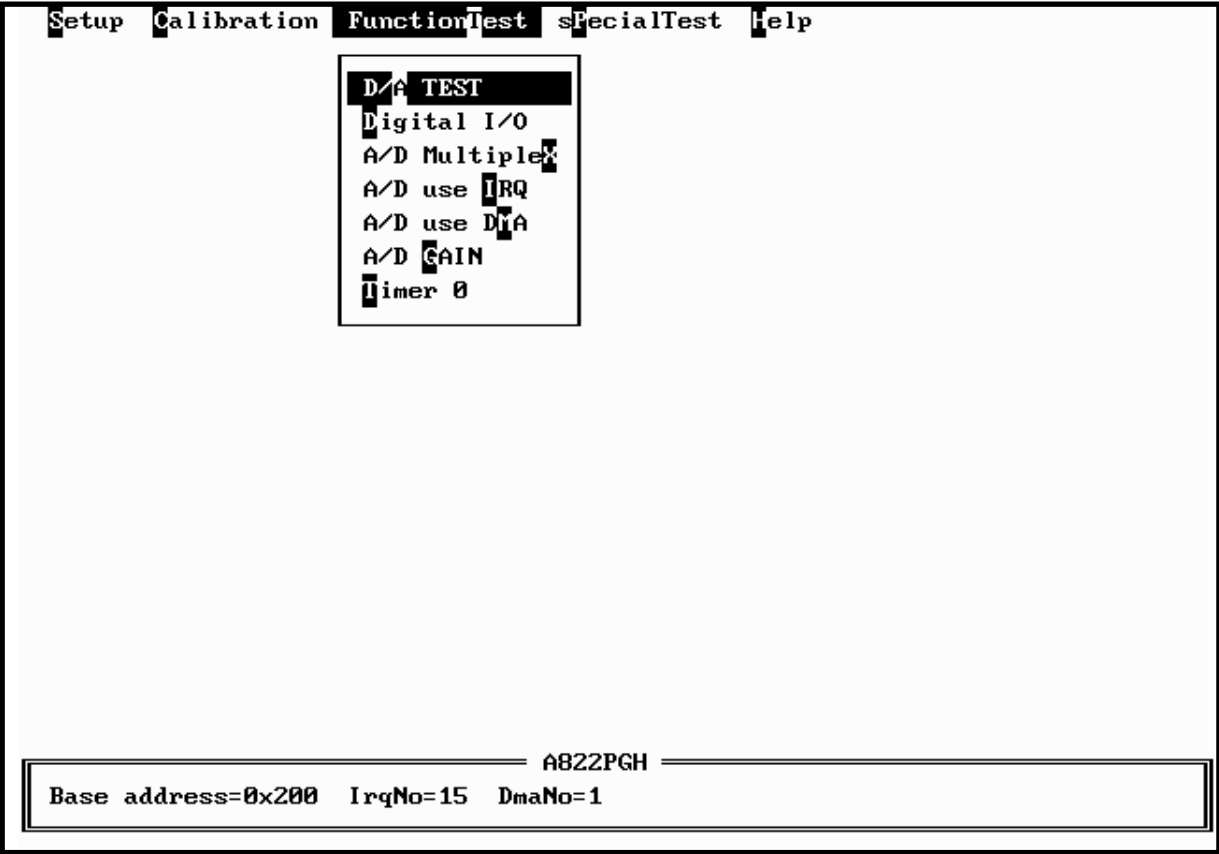 Setup Calibration FunctionTest sPecialTest Help
D/A TEST
Digital I/O
A/D MultipleX
A/D use IRQ
A/D use DMA
A/D GAIN
Timer 0
A822PGH
Base address=0x200 IrqNo=15 DmaNo=1